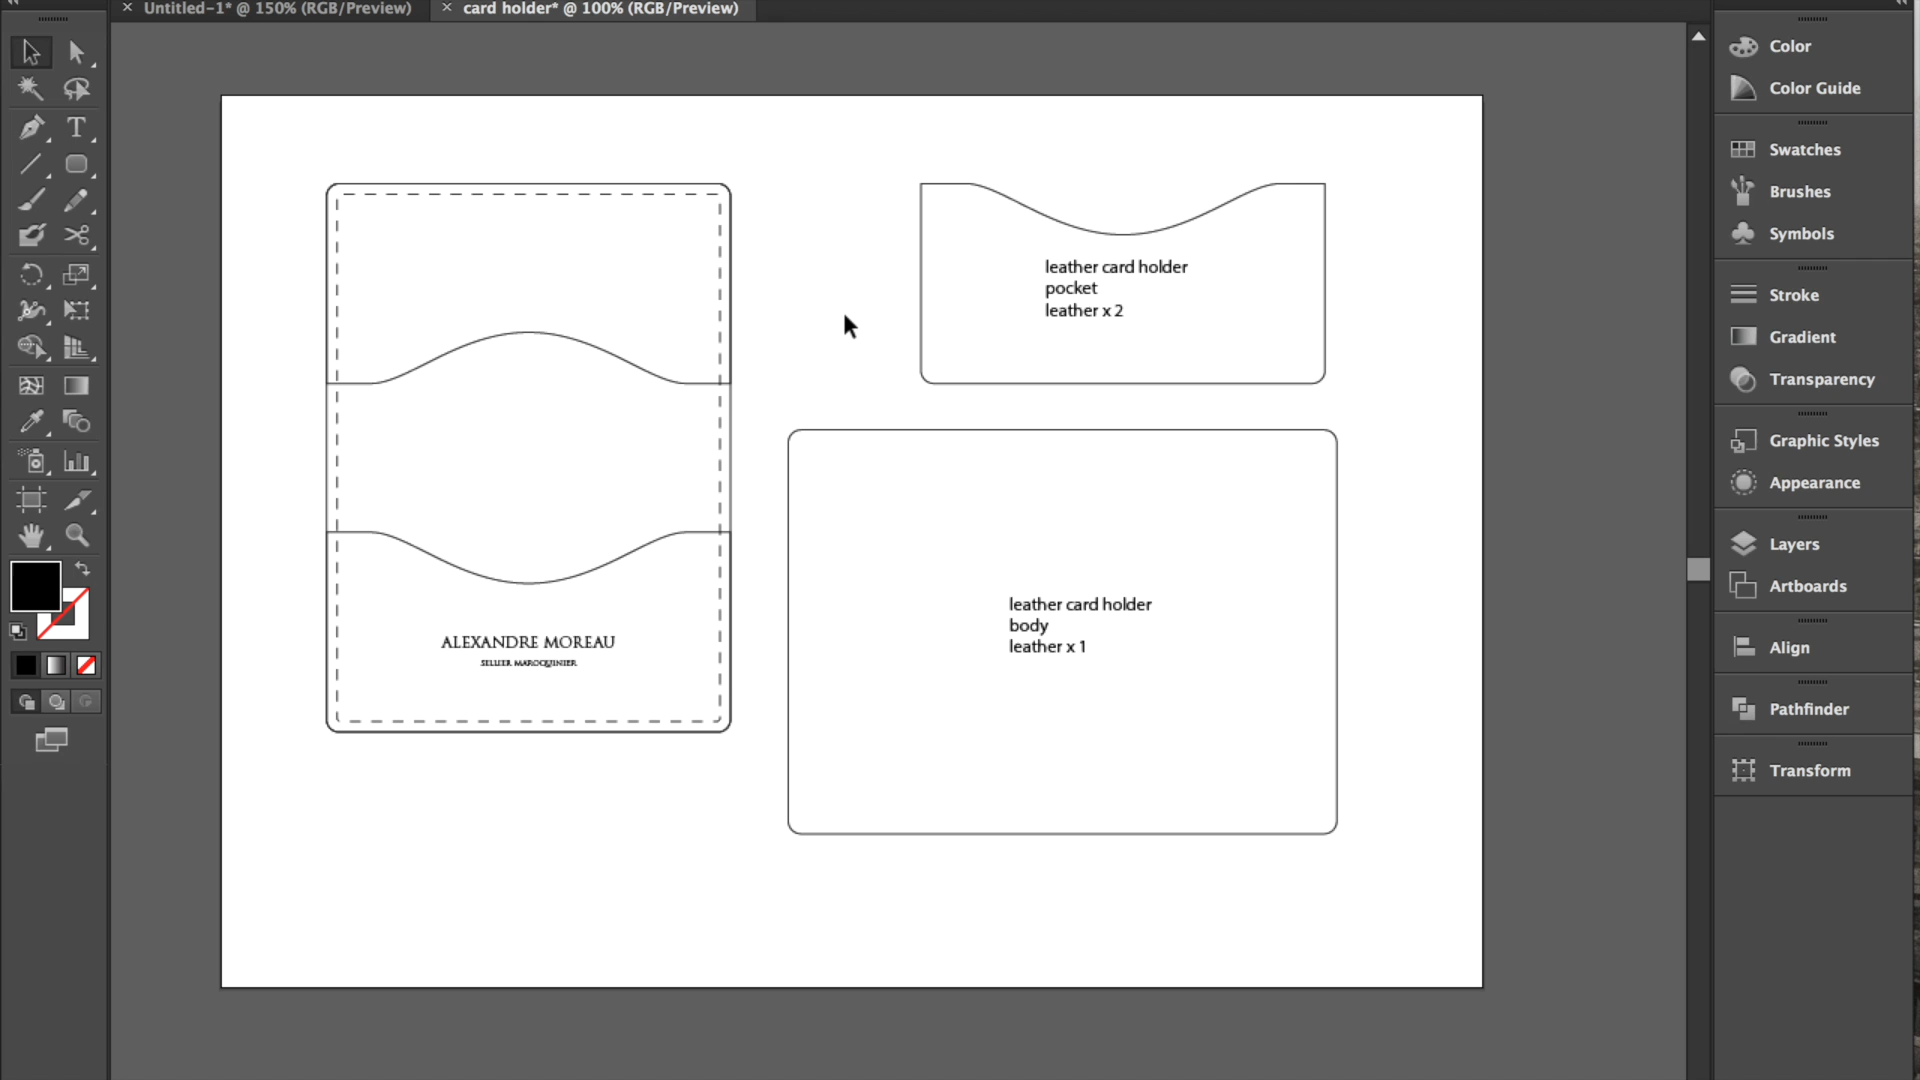 Untitled-1* @ 150% (RGB/Preview)
card holder* @ 100% (RGB/Preview)
leather card holder
pocket
leather x 2
leather card holder
body
leather x 1
ALEXANDRE MOREAU
SELLIER MAROQUINIER
Color
Color Guide
Swatches
Brushes
Symbols
Stroke
Gradient
Transparency
Graphic Styles
Appearance
Layers
Artboards
Align
Pathfinder
Transform